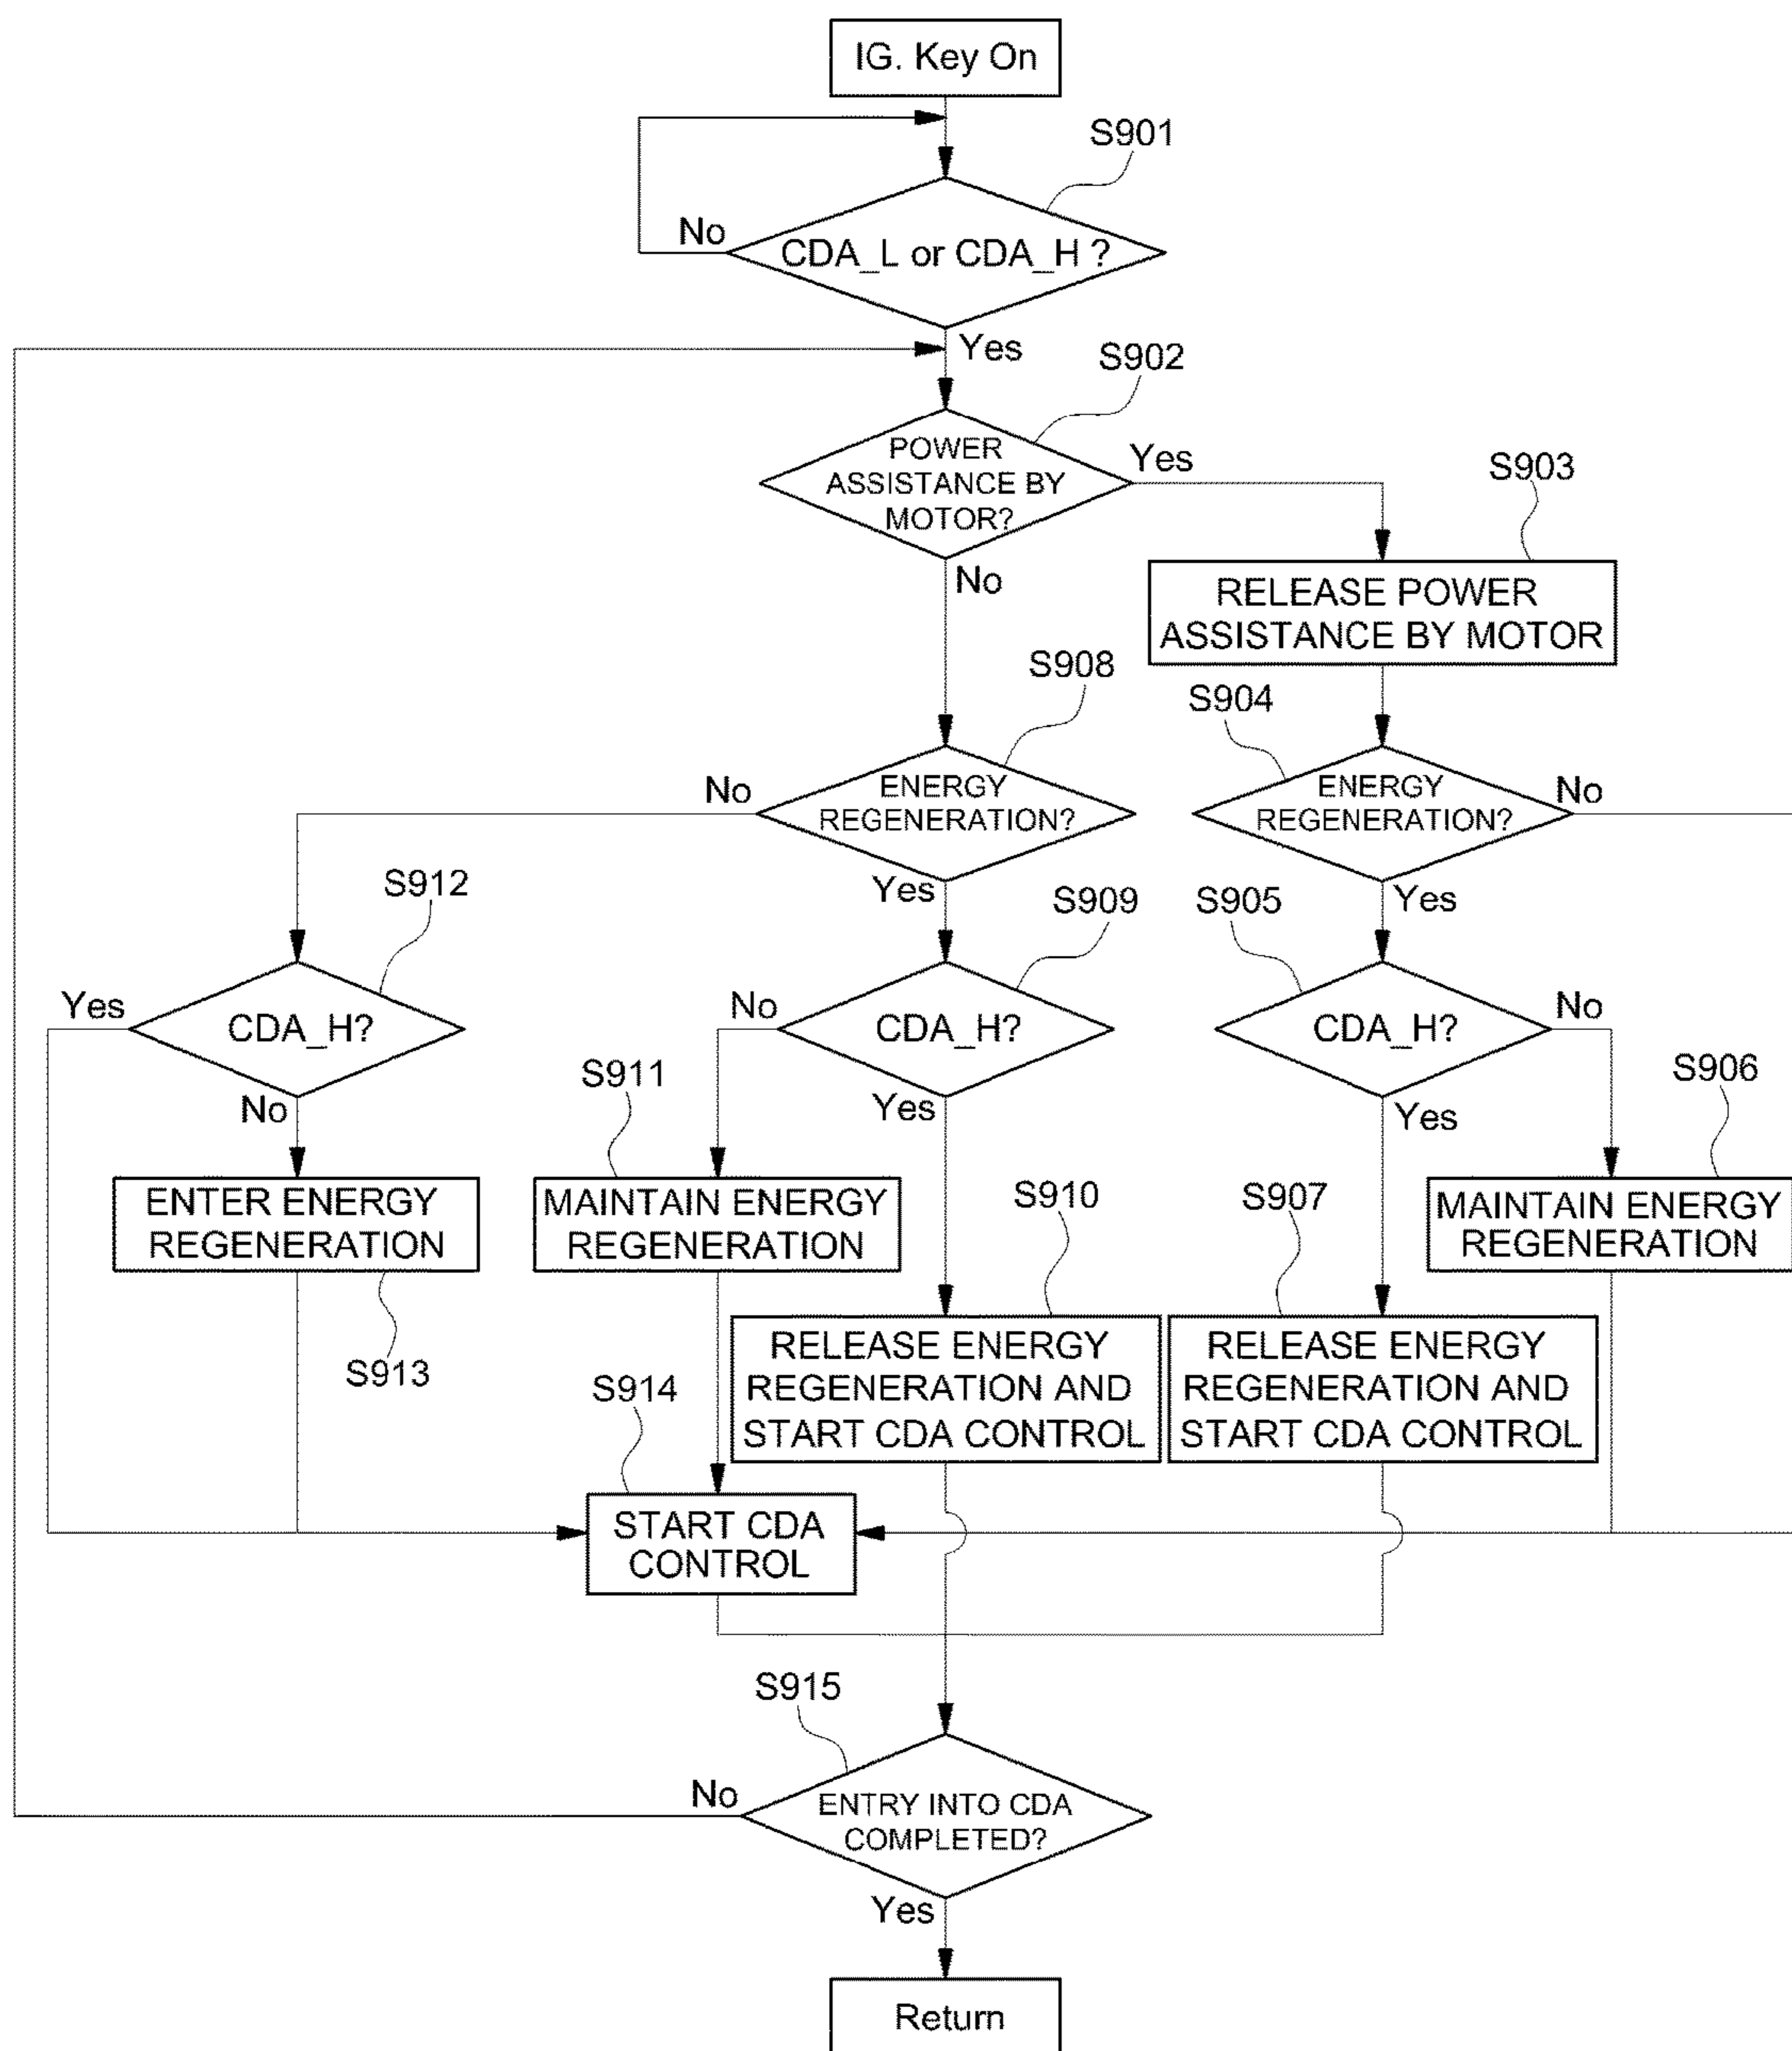 IG. Key On
S901
No
CDA_L or CDA_H ?
Yes
S902
POWER
ASSISTANCE BY
MOTOR?
Yes
S903
No
RELEASE POWER
ASSISTANCE BY MOTOR
S908
S904
No
ENERGY
REGENERATION?
ENERGY
REGENERATION?
No
Yes
Yes
S912
S909
S905
Yes
CDA_H?
No
No
CDA_H?
Yes
CDA_H?
No
Yes
S911
S906
ENTER ENERGY
REGENERATION
MAINTAIN ENERGY
REGENERATION
S910
S907
MAINTAIN ENERGY
REGENERATION
S913
S914
RELEASE ENERGY
REGENERATION AND
START CDA CONTROL
RELEASE ENERGY
REGENERATION AND
START CDA CONTROL
START CDA
CONTROL
S915
No
ENTRY INTO CDA
COMPLETED?
Yes
Return